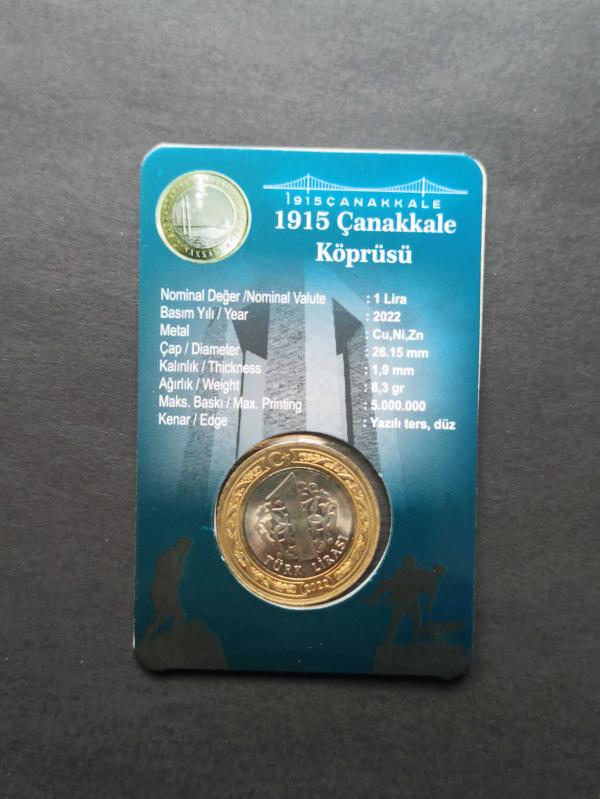 1915ÇANAKKALE
1915 Çanakkale
Köprüsü
Nominal Değer /Nominal Valute : 1 Lira
Basım Yılı / Year : 2022
Metal : Cu,Ni,Zn
Çap / Diameter : 26.15 mm
Kalınlık / Thickness : 1,9 mm
Ağırlık / Weight : 8,3 gr
Maks. Baskı / Max. Printing : 5.000.000
Kenar / Edge : Yazılı ters, düz
1
TÜRK LİRASI
2022